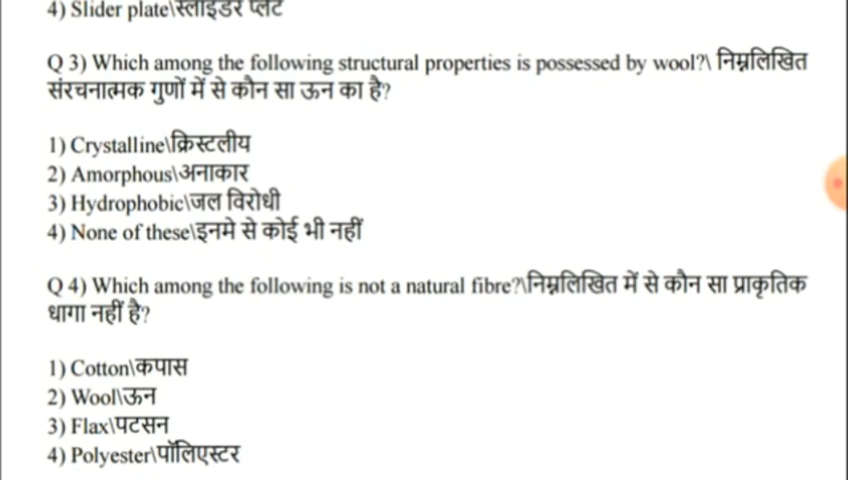 4) Slider plate\स्लाइडर प्लेट
Q 3) Which among the following structural properties is possessed by wool?\ निम्नलिखित
संरचनात्मक गुणों में से कौन सा ऊन का है?
1) Crystalline\क्रिस्टलीय
2) Amorphous\अनाकार
3) Hydrophobic\जल विरोधी
4) None of these\इनमे से कोई भी नहीं
Q 4) Which among the following is not a natural fibre?\निम्नलिखित में से कौन सा प्राकृतिक
धागा नहीं है?
1) Cotton\कपास
2) Wool\ऊन
3) Flax\पटसन
4) Polyester\पॉलिएस्टर